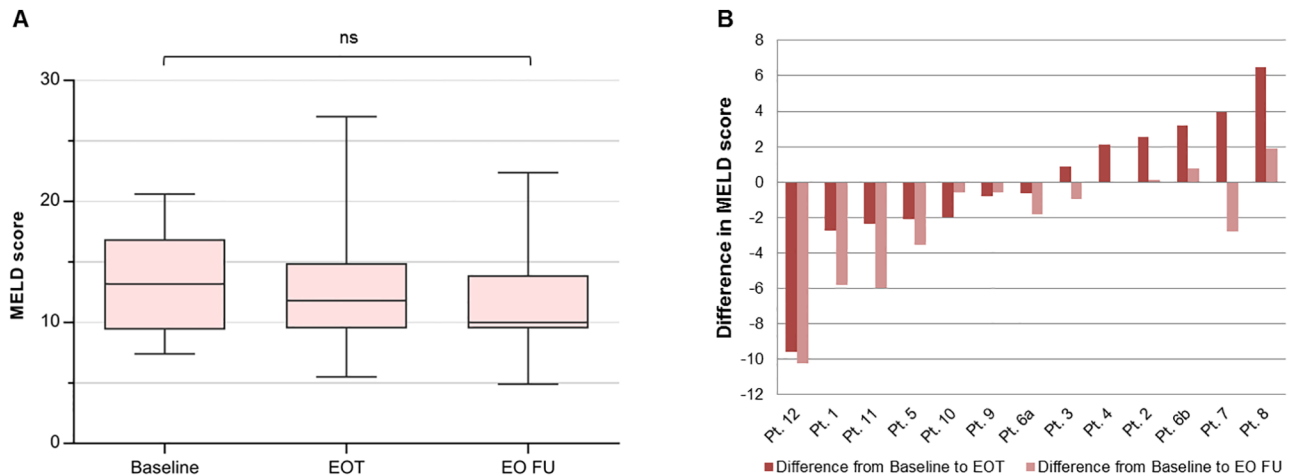 A
ns
MELD score
30
20
10
0
Baseline
EOT
EO FU
B
Difference in MELD score
8
6
4
2
0
-2
-4
-6
-8
-10
-12
Pt. 12
Pt. 1
Pt. 11
Pt. 5
Pt. 10
Pt. 9
Pt. 6a
Pt. 3
Pt. 4
Pt. 2
Pt. 6b
Pt. 7
Pt. 8
Difference from Baseline to EOT
Difference from Baseline to EO FU